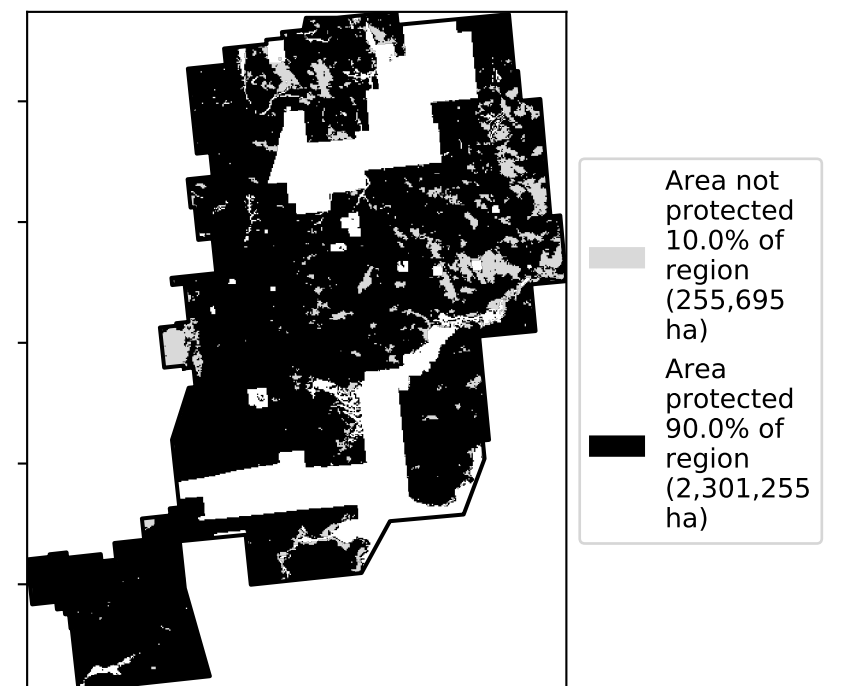 Area not
protected
10.0% of
region
(255,695
ha)
Area
protected
90.0% of
region
(2,301,255
ha)